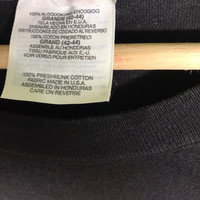 100% ALGODON PREENCOGIDO
GRANDE (42-44)
TELA HECHA EN E.U.A.
ENSAMBLADO EN HONDURAS
INSTRUCCIONES DE CUIDADO AL REVERSO
100% COTON PRERETRECI
GRAND (42-44)
ASSEMBLE AU HONDURAS
TISSU FABRIQUE AUX E.-U.
VOIR VERSO POUR ENTRETIEN
100% PRESHRUNK COTTON
FABRIC MADE IN U.S.A.
ASSEMBLED IN HONDURAS
CARE ON REVERSE